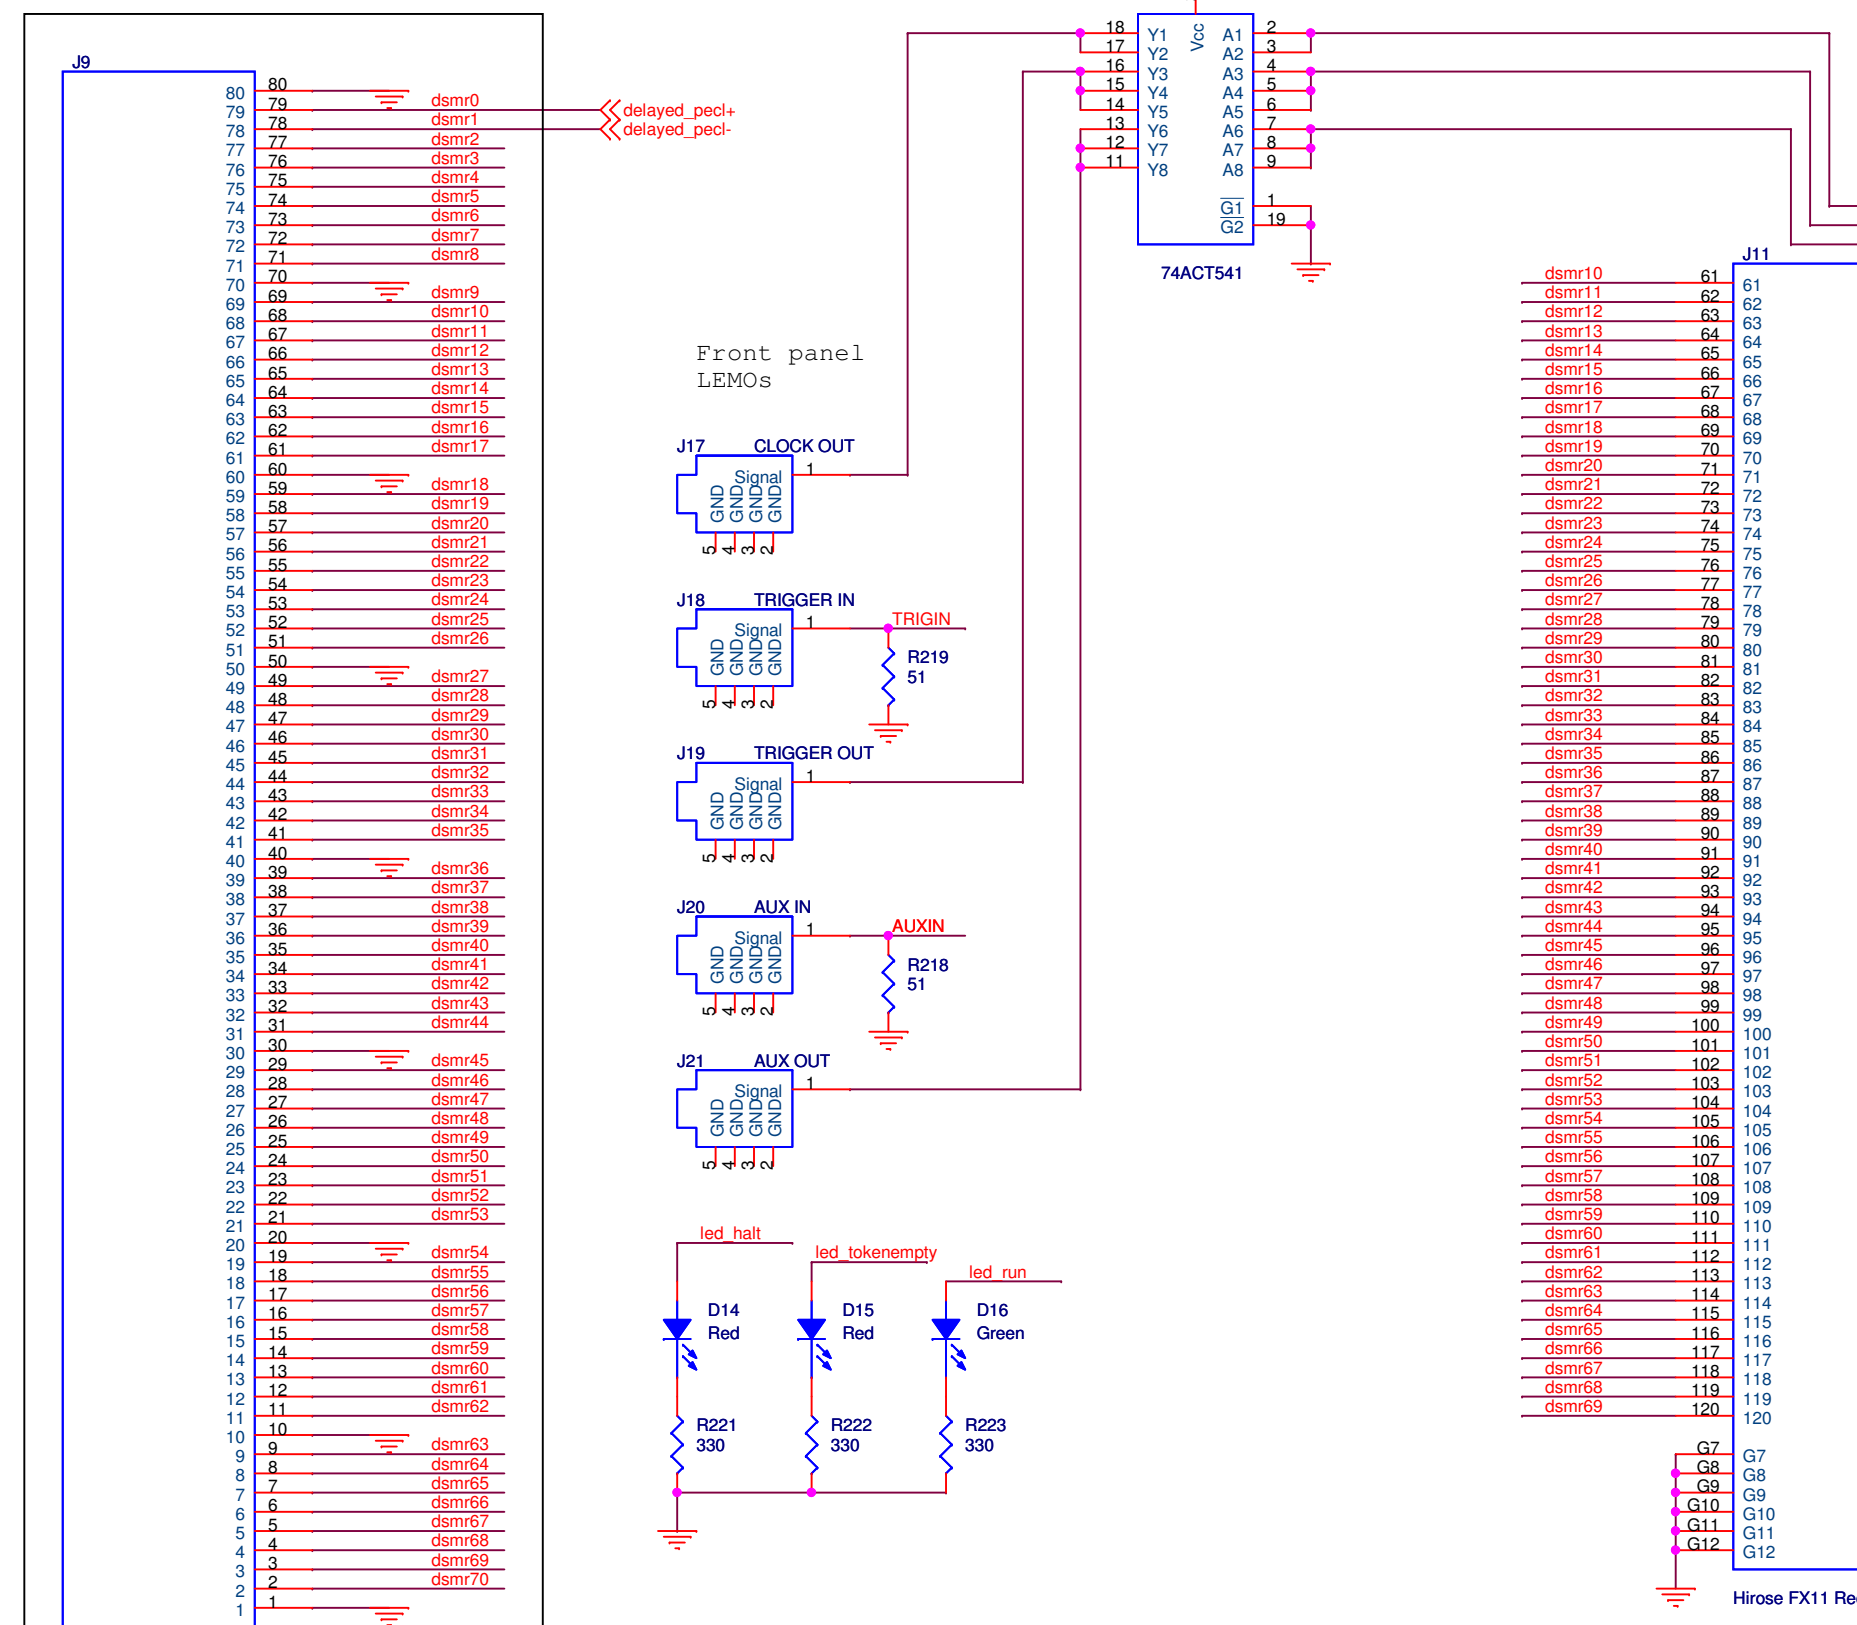 J9
80 80
79 79 dsmr0 delayed_pecl+
78 78 dsmr1 delayed_pecl-
77 77 dsmr2
76 76 dsmr3
75 75 dsmr4
74 74 dsmr5
73 73 dsmr6
72 72 dsmr7
71 71 dsmr8
70 70
69 69 dsmr9
68 68 dsmr10
67 67 dsmr11
66 66 dsmr12
65 65 dsmr13
64 64 dsmr14
63 63 dsmr15
62 62 dsmr16
61 61 dsmr17
60 60
59 59 dsmr18
58 58 dsmr19
57 57 dsmr20
56 56 dsmr21
55 55 dsmr22
54 54 dsmr23
53 53 dsmr24
52 52 dsmr25
51 51 dsmr26
50 50
49 49 dsmr27
48 48 dsmr28
47 47 dsmr29
46 46 dsmr30
45 45 dsmr31
44 44 dsmr32
43 43 dsmr33
42 42 dsmr34
41 41 dsmr35
40 40
39 39 dsmr36
38 38 dsmr37
37 37 dsmr38
36 36 dsmr39
35 35 dsmr40
34 34 dsmr41
33 33 dsmr42
32 32 dsmr43
31 31 dsmr44
30 30
29 29 dsmr45
28 28 dsmr46
27 27 dsmr47
26 26 dsmr48
25 25 dsmr49
24 24 dsmr50
23 23 dsmr51
22 22 dsmr52
21 21 dsmr53
20 20
19 19 dsmr54
18 18 dsmr55
17 17 dsmr56
16 16 dsmr57
15 15 dsmr58
14 14 dsmr59
13 13 dsmr60
12 12 dsmr61
11 11 dsmr62
10 10
9 9 dsmr63
8 8 dsmr64
7 7 dsmr65
6 6 dsmr66
5 5 dsmr67
4 4 dsmr68
3 3 dsmr69
2 2 dsmr70
1 1
Vcc
18 Y1 A1 2
17 Y2 A2 3
16 Y3 A3 4
15 Y4 A4 5
14 Y5 A5 6
13 Y6 A6 7
12 Y7 A7 8
11 Y8 A8 9
G1 1
G2 19
74ACT541
Front panel
LEMOs
J17 CLOCK OUT
Signal 1
GND GND GND GND
5 4 3 2
J18 TRIGGER IN
Signal 1 TRIGIN
GND GND GND GND
5 4 3 2
R219
51
J19 TRIGGER OUT
Signal 1
GND GND GND GND
5 4 3 2
J20 AUX IN
Signal 1 AUXIN
GND GND GND GND
5 4 3 2
R218
51
J21 AUX OUT
Signal 1
GND GND GND GND
5 4 3 2
led_halt
led_tokenempty
led_run
D14 D15 D16
Red Red Green
R221 R222 R223
330 330 330
J11
dsmr10 61 61
dsmr11 62 62
dsmr12 63 63
dsmr13 64 64
dsmr14 65 65
dsmr15 66 66
dsmr16 67 67
dsmr17 68 68
dsmr18 69 69
dsmr19 70 70
dsmr20 71 71
dsmr21 72 72
dsmr22 73 73
dsmr23 74 74
dsmr24 75 75
dsmr25 76 76
dsmr26 77 77
dsmr27 78 78
dsmr28 79 79
dsmr29 80 80
dsmr30 81 81
dsmr31 82 82
dsmr32 83 83
dsmr33 84 84
dsmr34 85 85
dsmr35 86 86
dsmr36 87 87
dsmr37 88 88
dsmr38 89 89
dsmr39 90 90
dsmr40 91 91
dsmr41 92 92
dsmr42 93 93
dsmr43 94 94
dsmr44 95 95
dsmr45 96 96
dsmr46 97 97
dsmr47 98 98
dsmr48 99 99
dsmr49 100 100
dsmr50 101 101
dsmr51 102 102
dsmr52 103 103
dsmr53 104 104
dsmr54 105 105
dsmr55 106 106
dsmr56 107 107
dsmr57 108 108
dsmr58 109 109
dsmr59 110 110
dsmr60 111 111
dsmr61 112 112
dsmr62 113 113
dsmr63 114 114
dsmr64 115 115
dsmr65 116 116
dsmr66 117 117
dsmr67 118 118
dsmr68 119 119
dsmr69 120 120
G7 G7
G8 G8
G9 G9
G10 G10
G11 G11
G12 G12
Hirose FX11